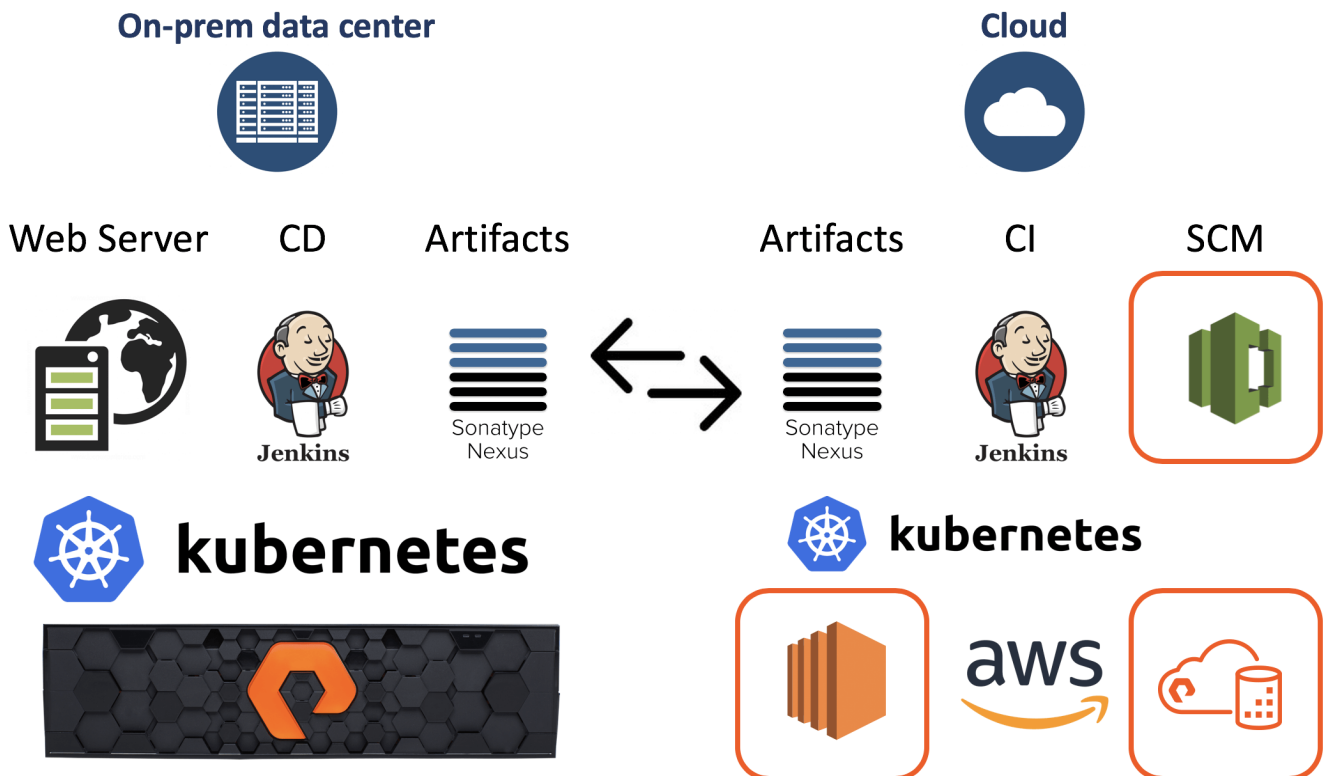 On-prem data center
Cloud
Web Server
CD
Artifacts
Artifacts
CI
SCM
Jenkins
Sonatype
Nexus
Sonatype
Nexus
Jenkins
kubernetes
kubernetes
aws